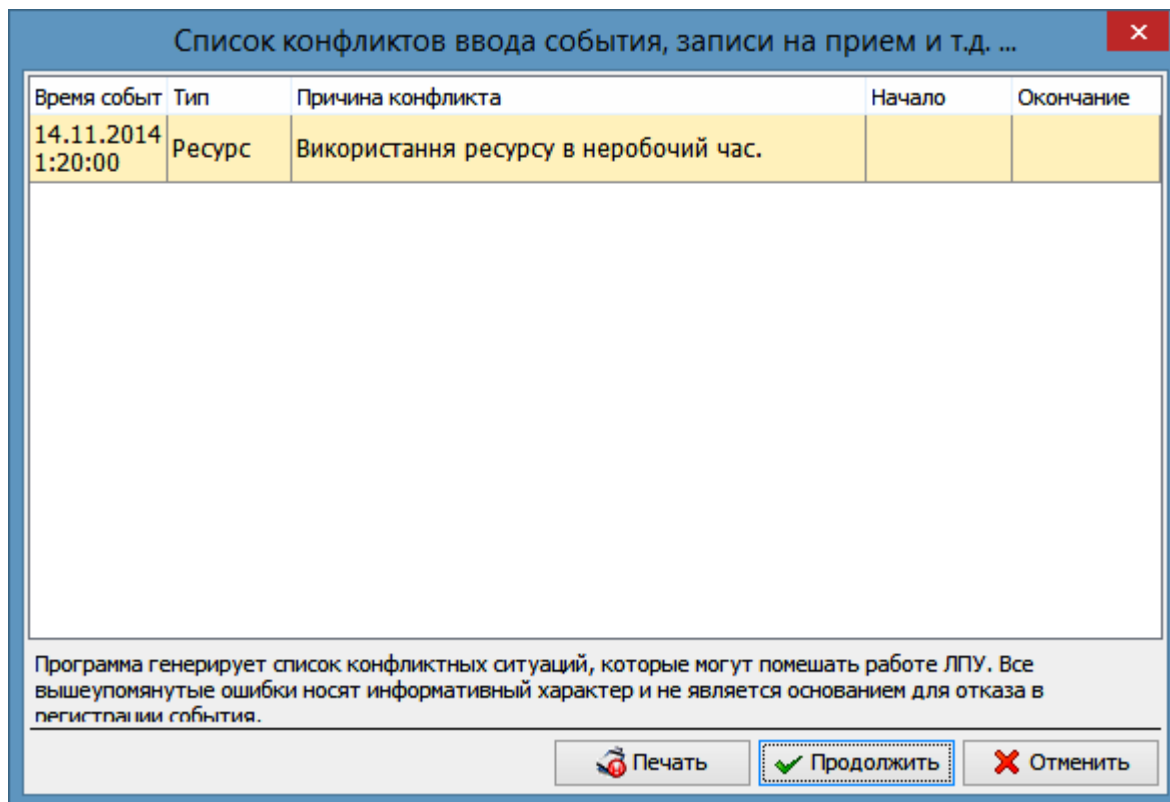 Список конфликтов ввода события, записи на прием и т.д. ...
Время событ Тип Причина конфликта Начало Окончание
14.11.2014
1:20:00
Ресурс
Використання ресурсу в неробочий час.
Программа генерирует список конфликтных ситуаций, которые могут помешать работе ЛПУ. Все
вышеупомянутые ошибки носят информативный характер и не является основанием для отказа в
регистрации события.
Печать Продолжить Отменить